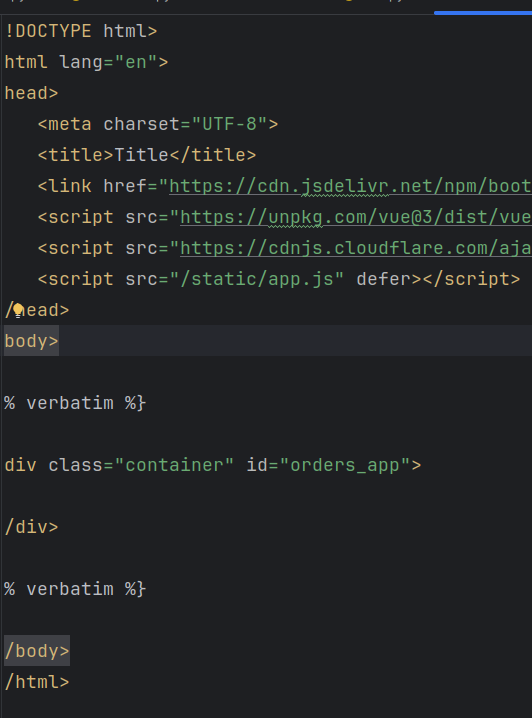 !DOCTYPE html>
html lang="en">
head>
<meta charset="UTF-8">
<title>Title</title>
<link href="https://cdn.jsdelivr.net/npm/boot
<script src="https://unpkg.com/vue@3/dist/vue
<script src="https://cdnjs.cloudflare.com/aja
<script src="/static/app.js" defer></script>
/head>
body>
% verbatim %}
div class="container" id="orders_app">
/div>
% verbatim %}
/body>
/html>